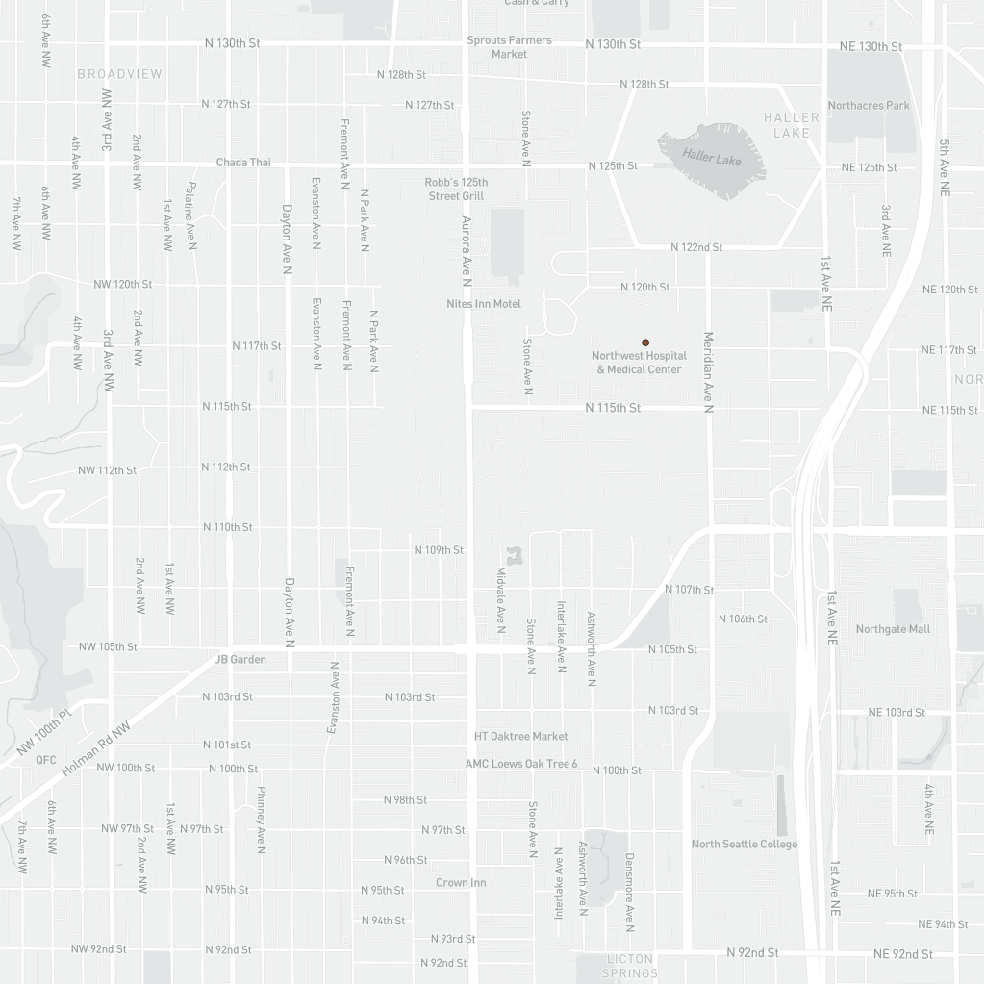 Cash & Carry
6th Ave NW
N 130th St
Sprouts Farmers
Market
N 130th St
NE 130th St
BROADVIEW
N 128th St
N 128th St
3rd Ave NW
N 127th St
N 127th St
Northacres Park
HALLER
LAKE
Stone Ave N
Fremont Ave N
4th Ave NW
2nd Ave NW
Haller Lake
5th Ave NE
Chaca Thai
N 125th St
NE 125th St
Robb's 125th
Street Grill
7th Ave NW
6th Ave NW
1st Ave NW
Palatine Ave N
Dayton Ave N
Evanston Ave N
N Park Ave N
Aurora Ave N
3rd Ave NE
N 122nd St
1st Ave NE
NW 120th St
N 120th St
NE 120th St
Nites Inn Motel
4th Ave NW
3rd Ave NW
2nd Ave NW
Evanston Ave N
Fremont Ave N
N Park Ave N
Stone Ave N
Meridian Ave N
N 117th St
NE 117th St
Northwest Hospital
& Medical Center
NOR
N 115th St
N 115th St
NE 115th St
NW 112th St
N 112th St
N 110th St
N 109th St
2nd Ave NW
1st Ave NW
Dayton Ave N
Fremont Ave N
Midvale Ave N
Stone Ave N
Interlake Ave N
Ashworth Ave N
N 107th St
1st Ave NE
N 106th St
Northgate Mall
NW 105th St
N 105th St
JB Garden
Evanston Ave N
N 103rd St
N 103rd St
N 103rd St
NE 103rd St
NW 100th Pl
Holman Rd NW
HT Oaktree Market
N 101st St
QFC
NW 100th St
N 100th St
AMC Loews Oak Tree 6
N 100th St
N 98th St
7th Ave NW
6th Ave NW
1st Ave NW
2nd Ave NW
Phinney Ave N
Stone Ave N
4th Ave NE
NW 97th St
N 97th St
N 97th St
North Seattle College
N 96th St
Interlake Ave N
Ashworth Ave N
Densmore Ave N
1st Ave NE
Crown Inn
N 95th St
N 95th St
NE 95th St
N 94th St
NE 94th St
N 93rd St
NW 92nd St
N 92nd St
N 92nd St
N 92nd St
NE 92nd St
LICTON
SPRINGS